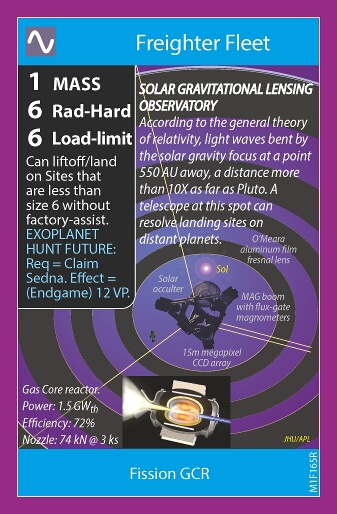 Freighter Fleet
1 MASS
6 Rad-Hard
6 Load-limit
Can liftoff/land
on Sites that
are less than
size 6 without
factory-assist.
EXOPLANET
HUNT FUTURE:
Req = Claim
Sedna. Effect =
(Endgame) 12 VP.
SOLAR GRAVITATIONAL LENSING
OBSERVATORY
According to the general theory
of relativity, light waves bent by
the solar gravity focus at a point
550 AU away, a distance more
than 10X as far as Pluto. A
telescope at this spot can
resolve landing sites on
distant planets.
O'Meara
aluminum film
fresnal lens
Sol
Solar
occulter
MAG boom
with flux-gate
magnometers
15m megapixel
CCD array
Gas Core reactor.
Power: 1.5 GWth
Efficiency: 72%
Nozzle: 74 kN @ 3 ks
JHU/APL
Fission GCR
M1F165R